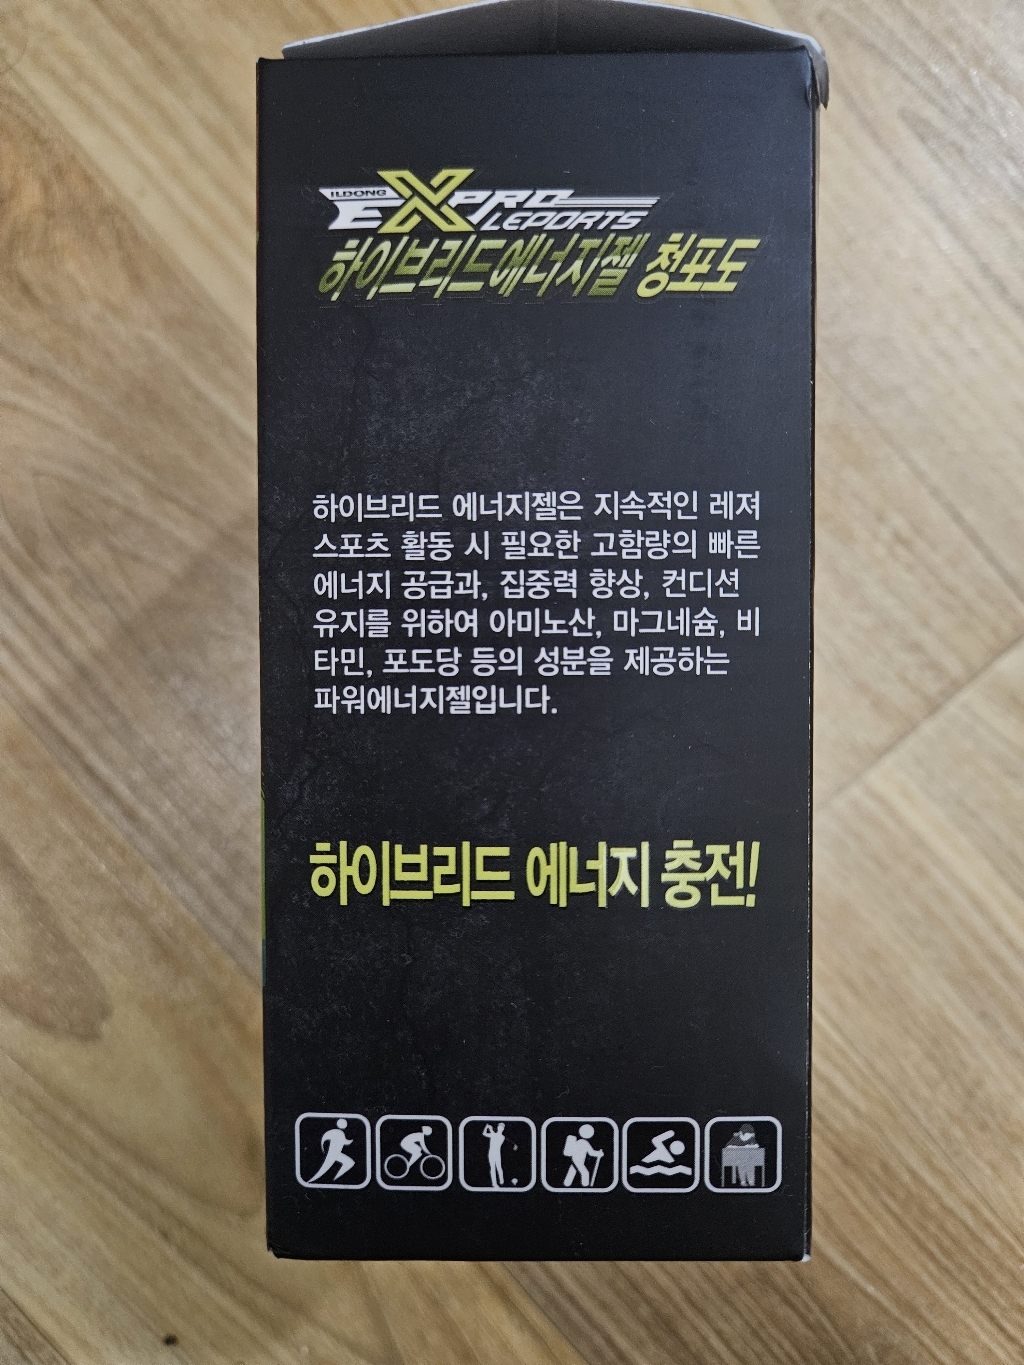 ILDONG
EXPRO
LEPORTS
하이브리드에너지젤 청포도
하이브리드 에너지젤은 지속적인 레져
스포츠 활동 시 필요한 고함량의 빠른
에너지 공급과, 집중력 향상, 컨디션
유지를 위하여 아미노산, 마그네슘, 비
타민, 포도당 등의 성분을 제공하는
파워에너지젤입니다.
하이브리드 에너지 충전!